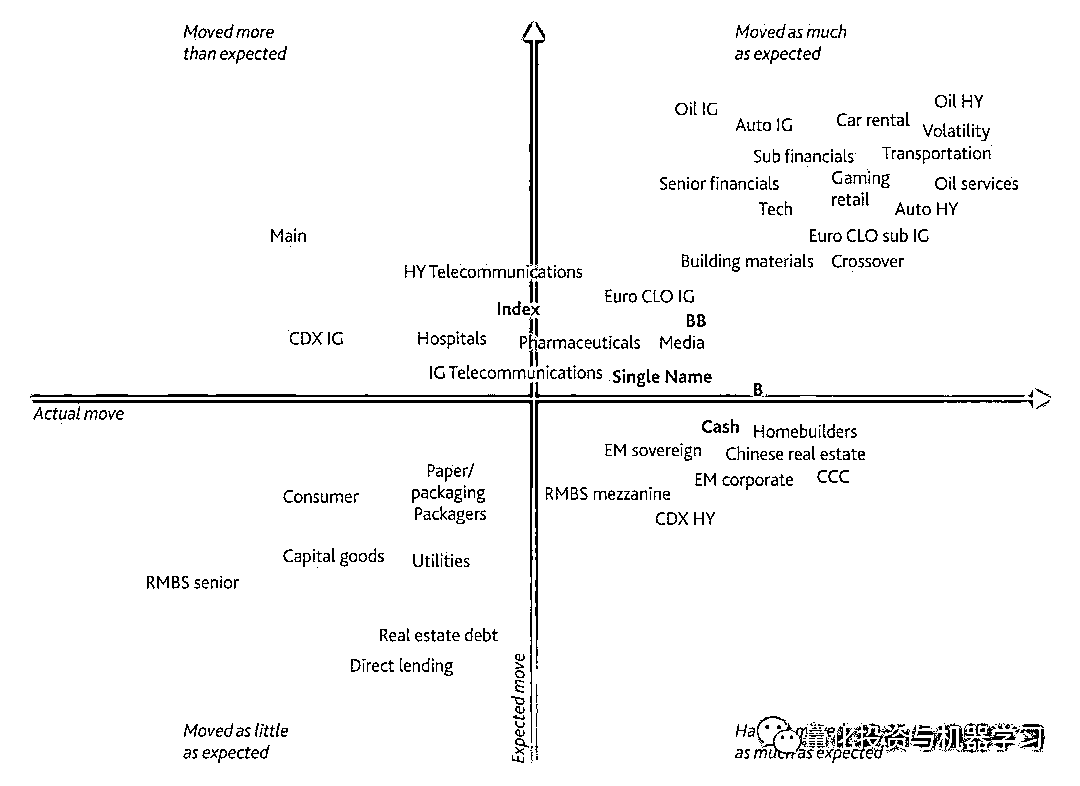 Moved more
than expected
Moved as much
as expected
Oil IG
Oil HY
Auto IG
Car rental
Volatility
Sub financials
Transportation
Senior financials
Gaming
retail
Oil services
Tech
Auto HY
Main
Euro CLO sub IG
Building materials
Crossover
HY Telecommunications
Euro CLO IG
Index
BB
CDX IG
Hospitals
Pharmaceuticals
Media
IG Telecommunications
Single Name
B
Actual move
Cash
Homebuilders
EM sovereign
Chinese real estate
Paper/
packaging
Packagers
Consumer
RMBS mezzanine
EM corporate
CCC
CDX HY
Capital goods
Utilities
RMBS senior
Real estate debt
Direct lending
Expected move
Moved as little
as expected
as much as expected
量化投资与机器学习